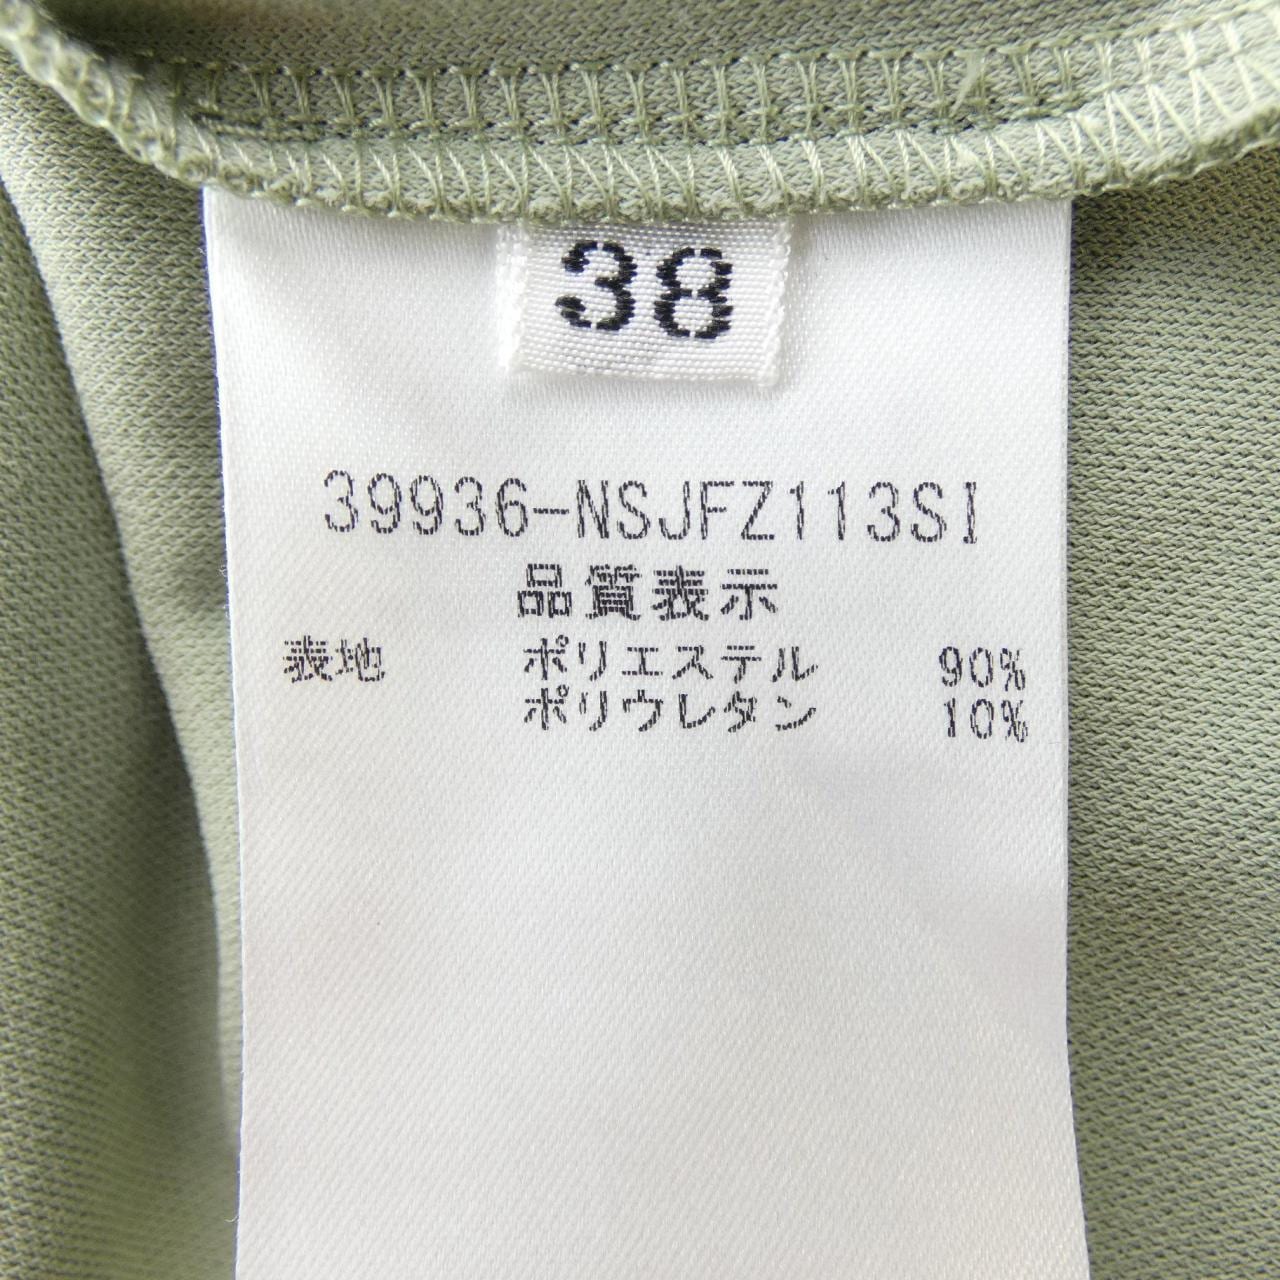 38
39936-NSJFZ113SI
品質表示
表地 ポリエステル 90%
ポリウレタン 10%